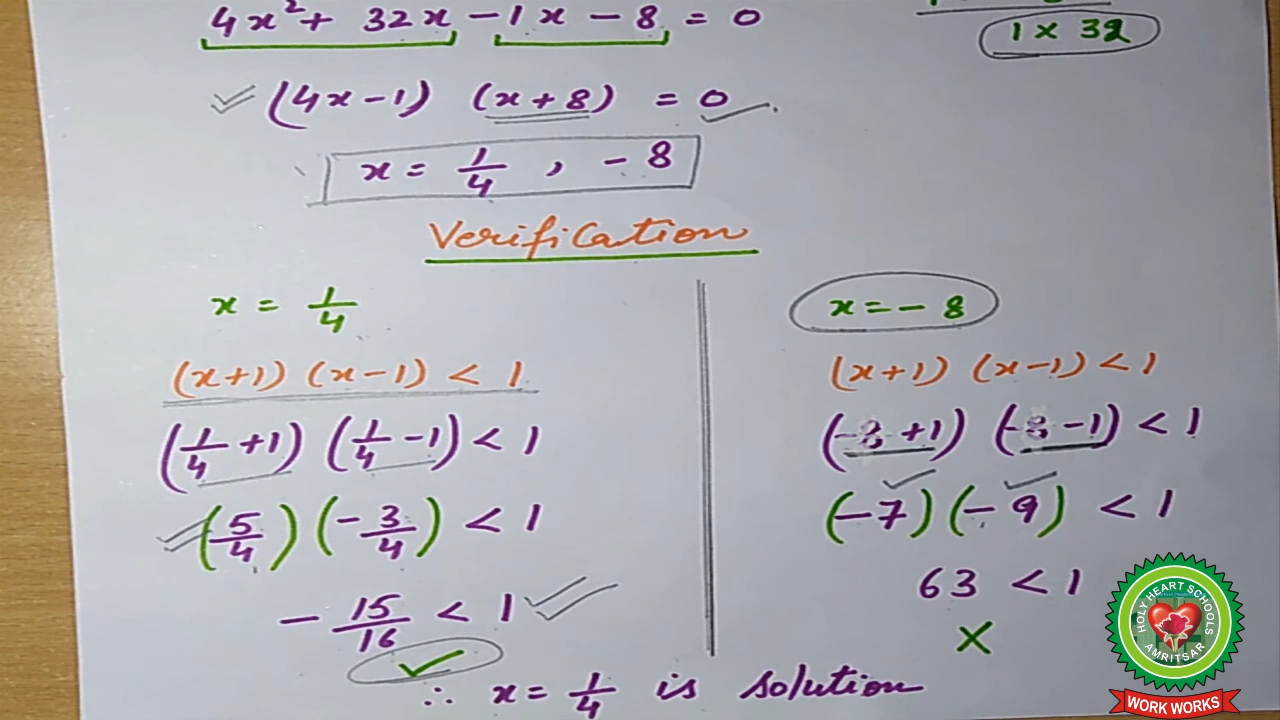 4x² + 32x - 1x - 8 = 0
1 × 32
(4x - 1) (x + 8) = 0
x = 1/4 , - 8
Verification
x = 1/4
(x + 1) (x - 1) < 1
(1/4 + 1) (1/4 - 1) < 1
(5/4) (- 3/4) < 1
- 15/16 < 1
x = - 8
(x + 1) (x - 1) < 1
(-8 + 1) (-8 - 1) < 1
(-7) (-9) < 1
63 < 1
∴ x = 1/4 is solution
HOLY HEART SCHOOLS
AMRITSAR
WORK WORKS